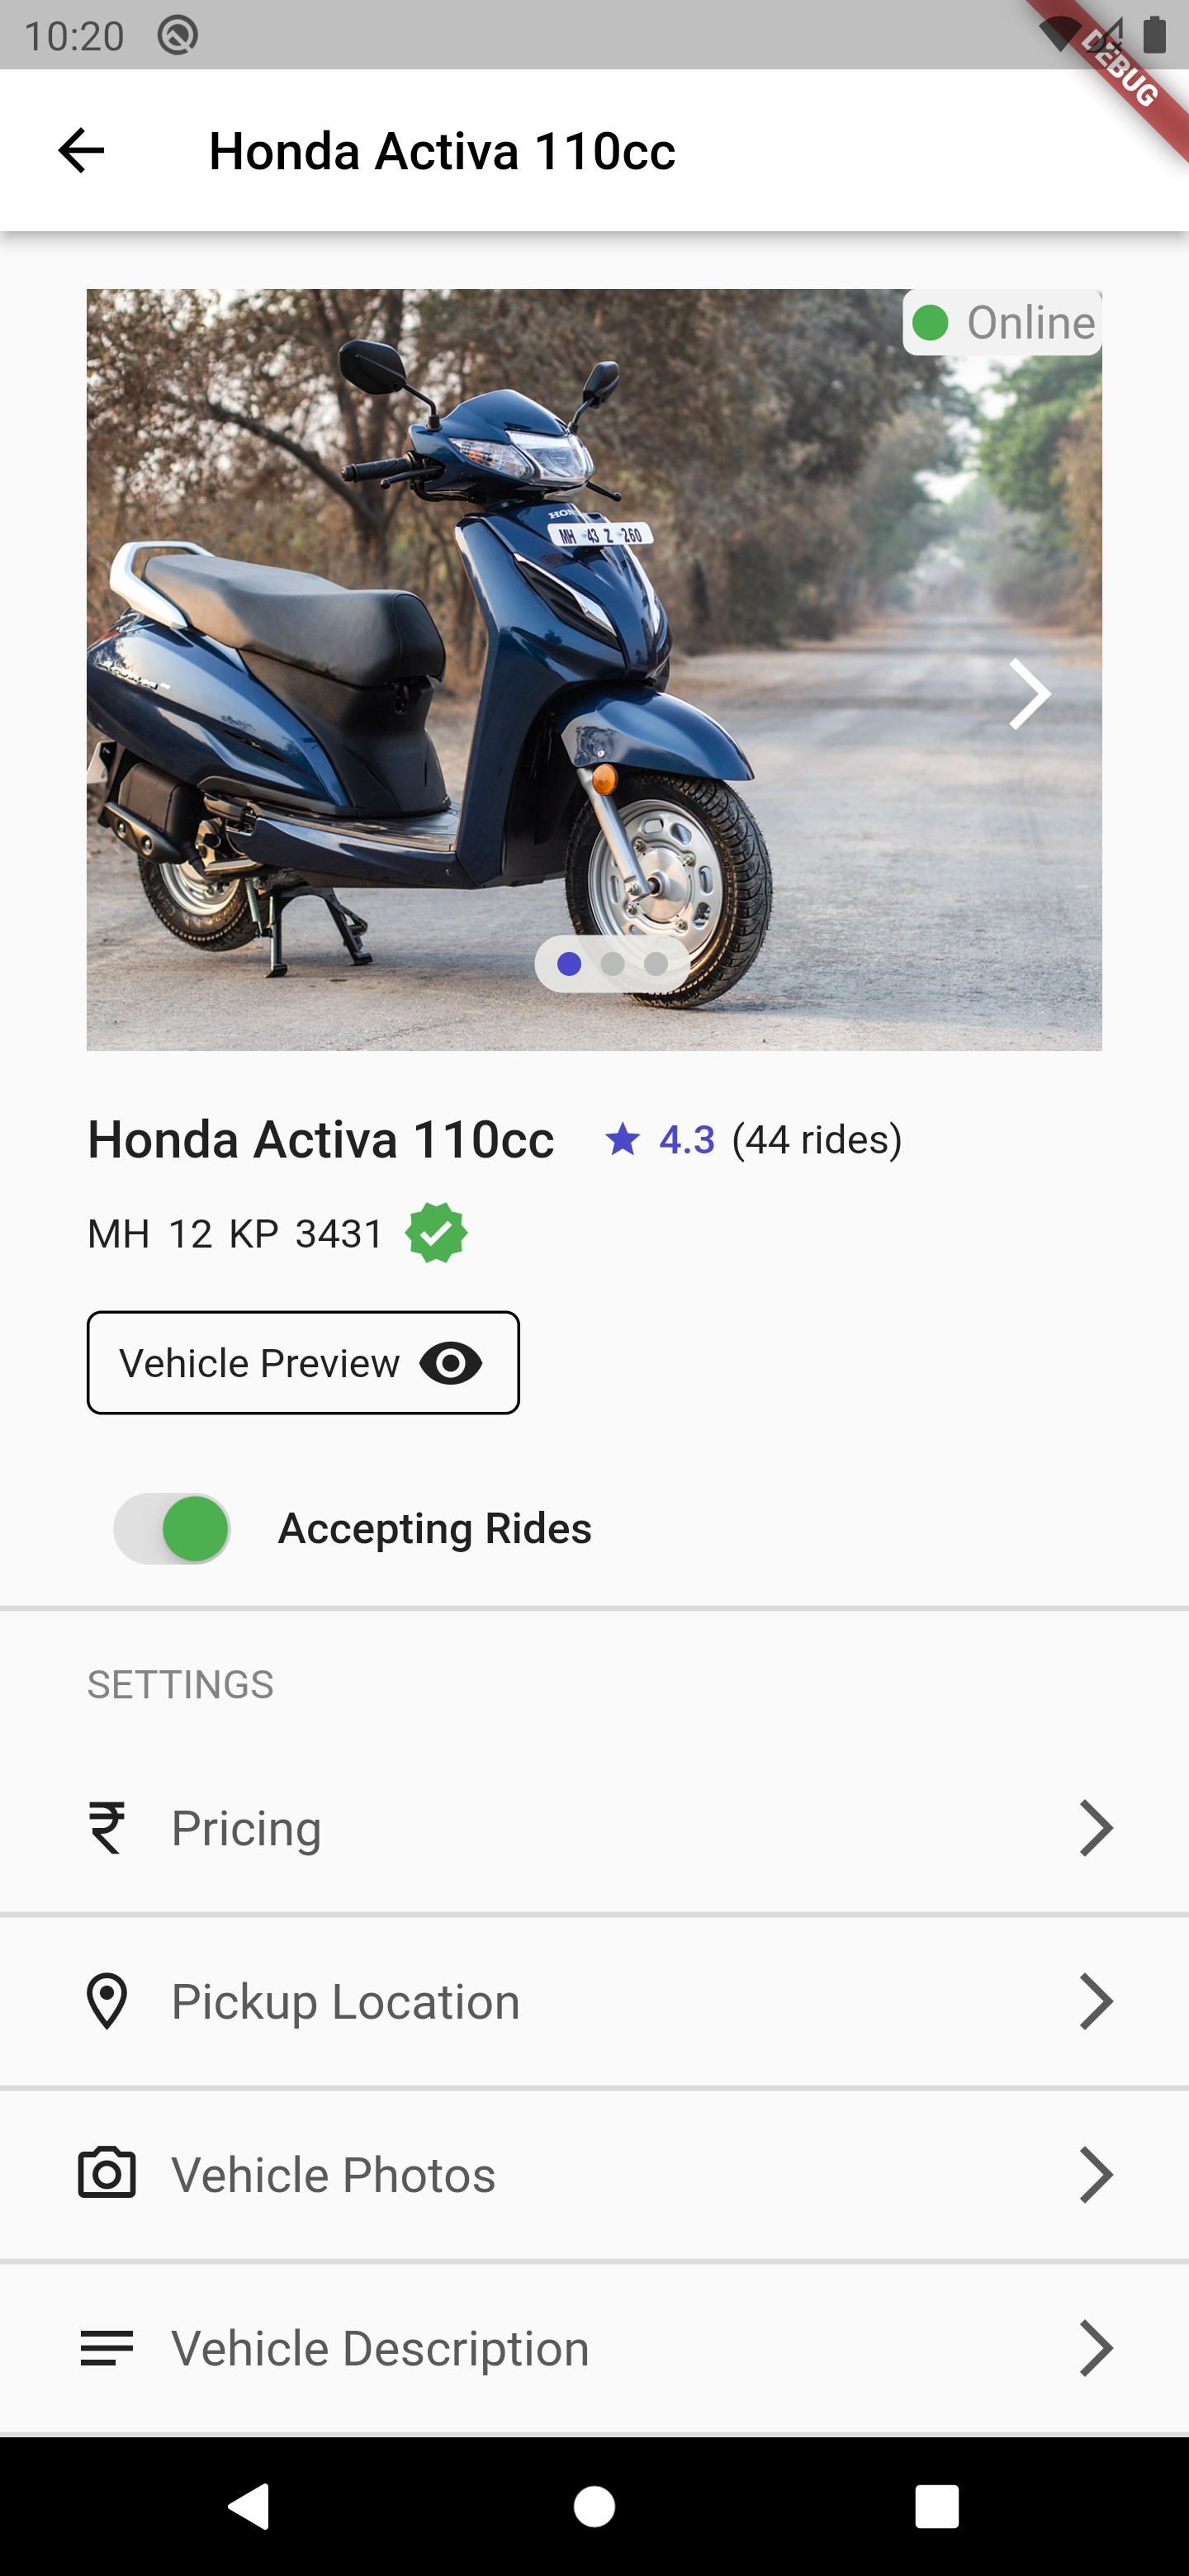 10:20
DEBUG
Honda Activa 110cc
Online
MH 43 Z 260
Honda Activa 110cc 4.3 (44 rides)
MH 12 KP 3431
Vehicle Preview
Accepting Rides
SETTINGS
₹ Pricing
Pickup Location
Vehicle Photos
Vehicle Description